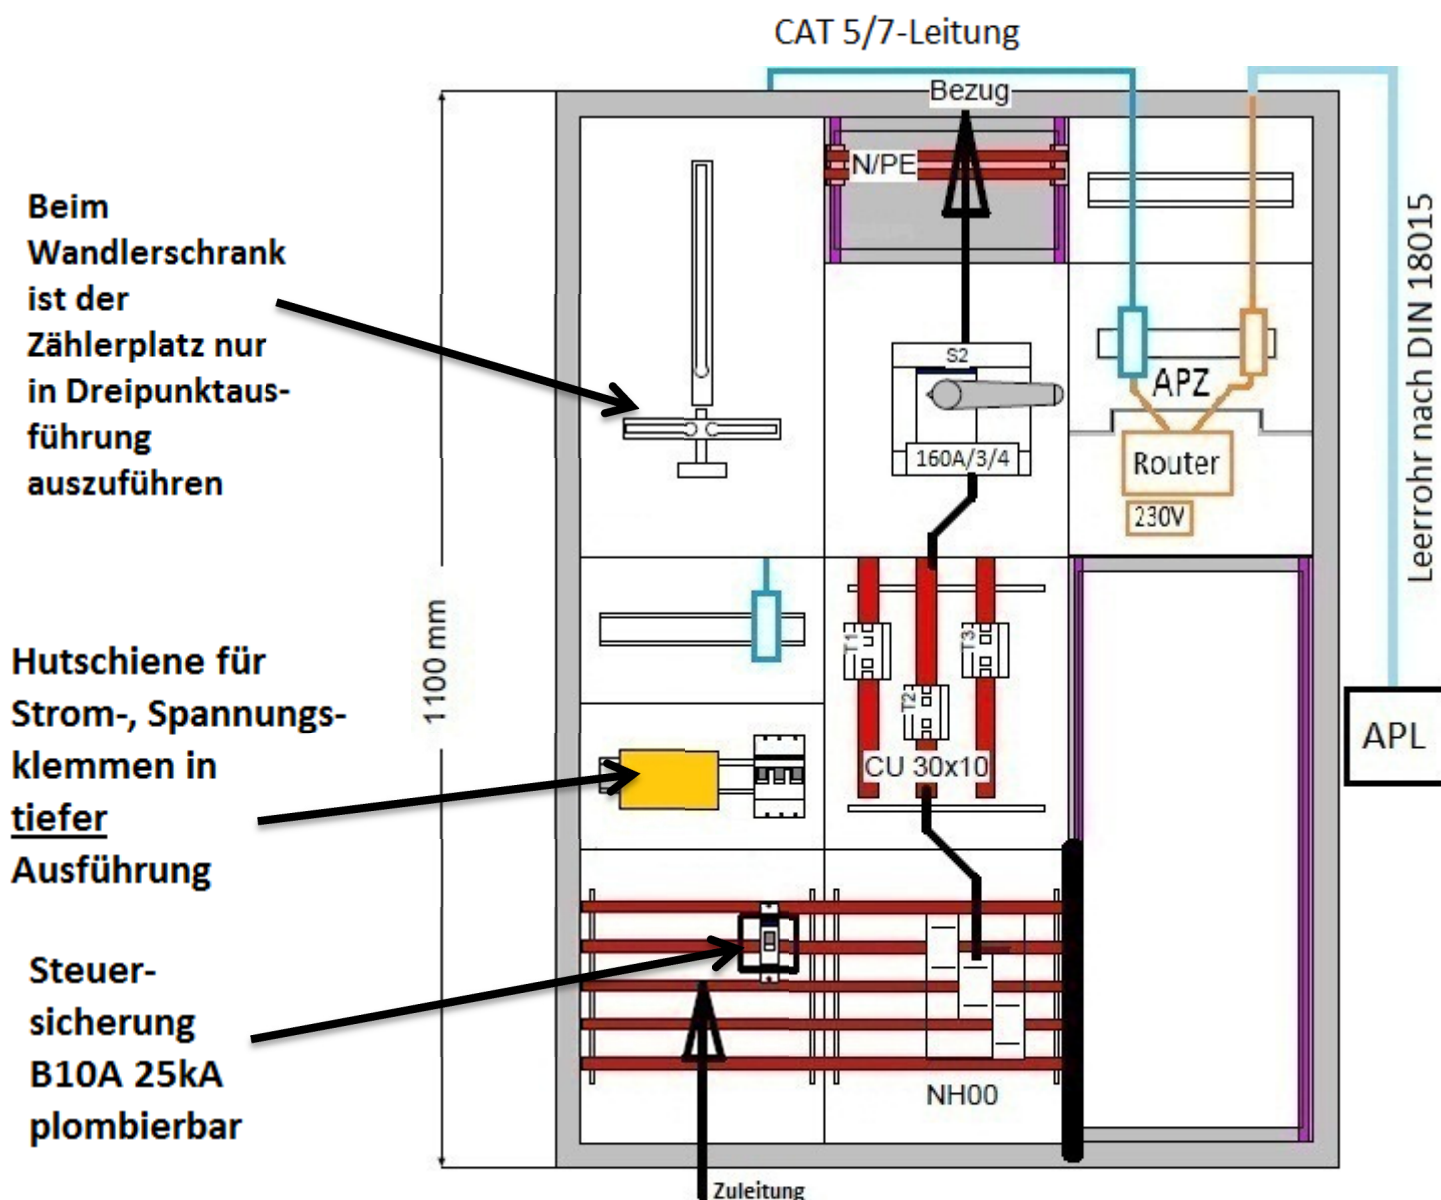 CAT 5/7-Leitung
Bezug
N/PE
Beim
Wandlerschrank
ist der
Zählerplatz nur
in Dreipunktaus-
führung
auszuführen
S2
160A/3/4
APZ
Router
230V
Leerrohr nach DIN 18015
1100 mm
T1
T2
T3
CU 30x10
APL
Hutschiene für
Strom-, Spannungs-
klemmen in
tiefer
Ausführung
Steuer-
sicherung
B10A 25kA
plombierbar
NH00
Zuleitung